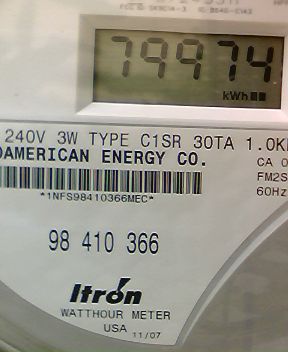 79974
kWh
240V 3W TYPE C1SR 30TA 1.0K
OAMERICAN ENERGY CO.
CA 0
FM2S
60Hz
*1NFS98410366MEC*
98 410 366
Itron
WATTHOUR METER
USA 11/07